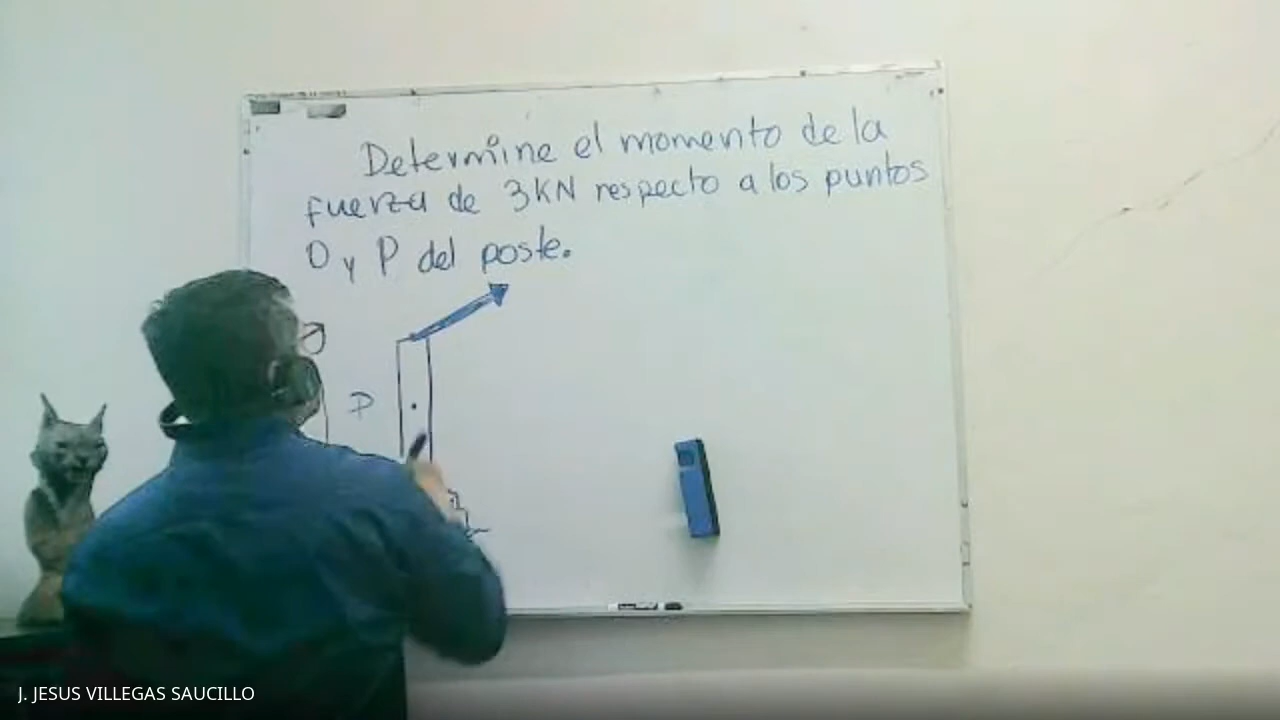 Determine el momento de la
fuerza de 3KN respecto a los puntos
O y P del poste.
P
J. JESUS VILLEGAS SAUCILLO